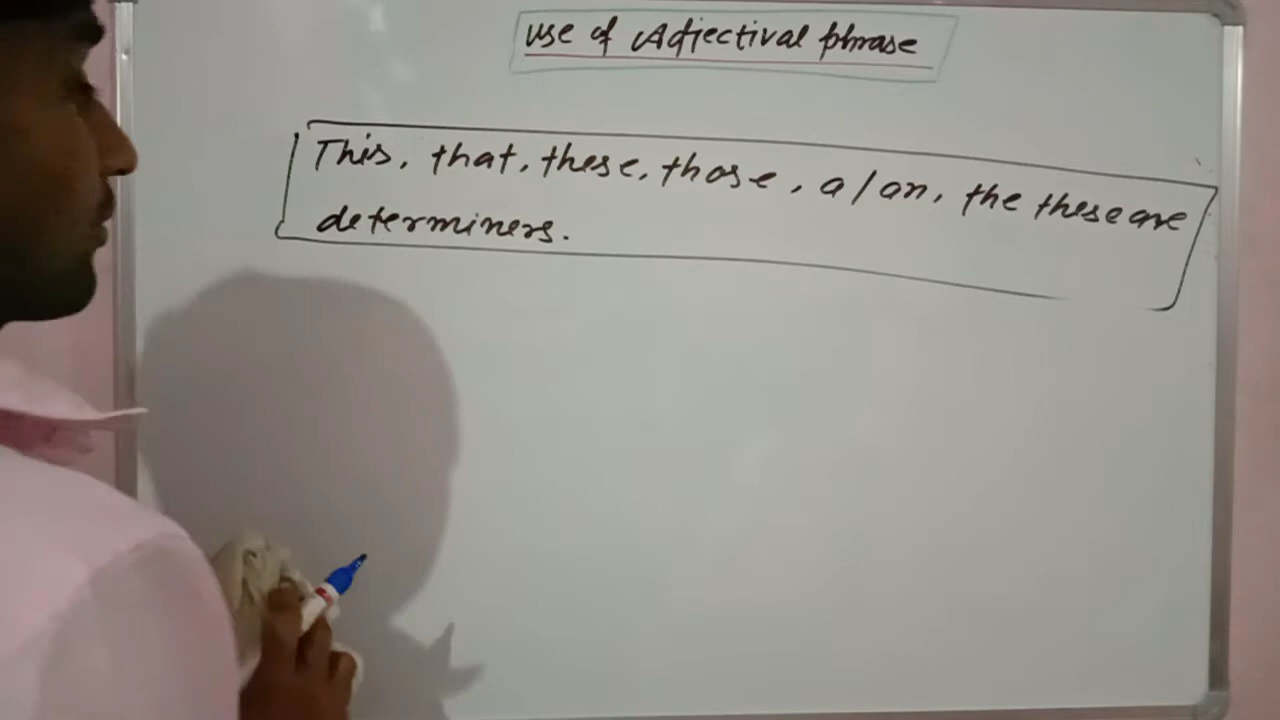 use of Adjectival phrase
This, that, these, those, a/an, the these are
determiners.